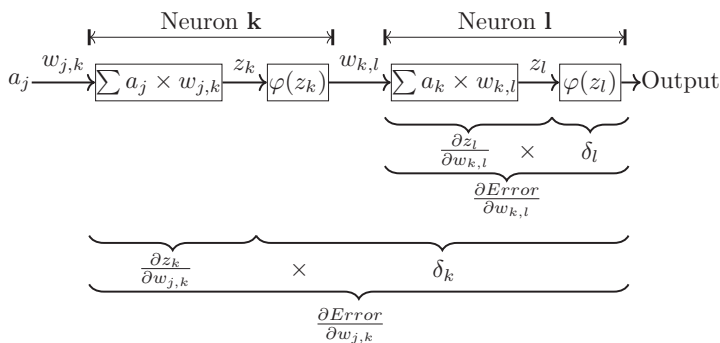 Neuron k Neuron l
a_j w_{j,k} ∑ a_j × w_{j,k} z_k φ(z_k) w_{k,l} ∑ a_k × w_{k,l} z_l φ(z_l) Output
∂z_l/∂w_{k,l} × δ_l
∂Error/∂w_{k,l}
∂z_k/∂w_{j,k} × δ_k
∂Error/∂w_{j,k}